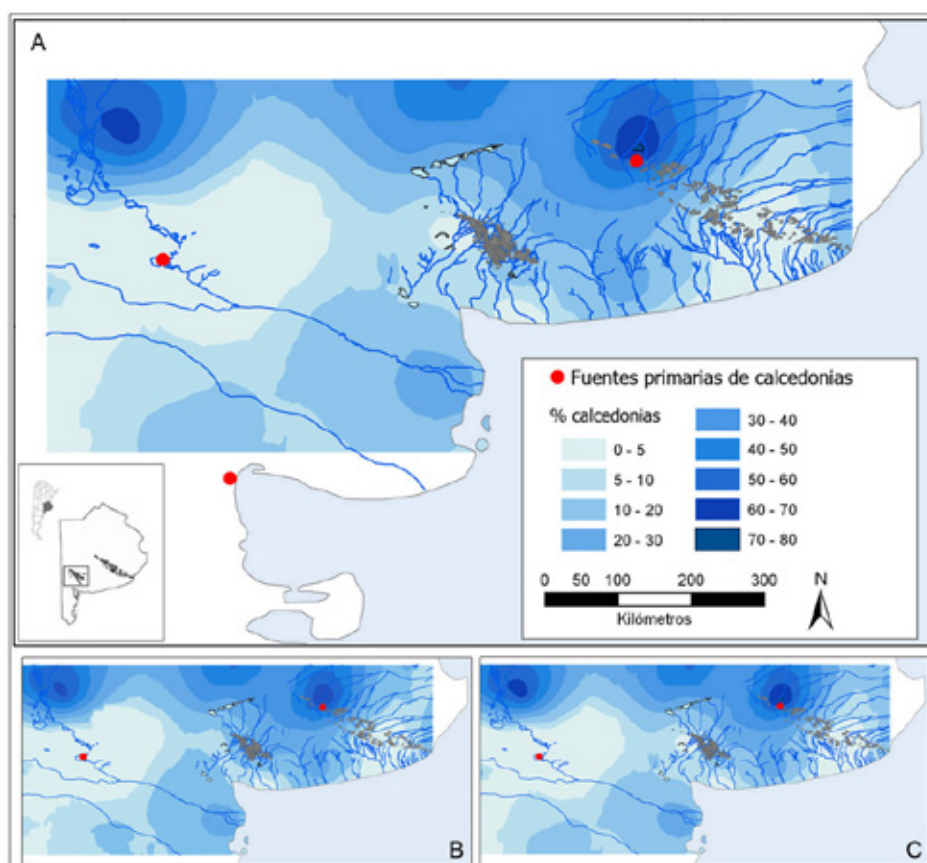 A
Fuentes primarias de calcedonias
% calcedonias
0 - 5
5 - 10
10 - 20
20 - 30
30 - 40
40 - 50
50 - 60
60 - 70
70 - 80
0 50 100 200 300
Kilómetros
N
B
C